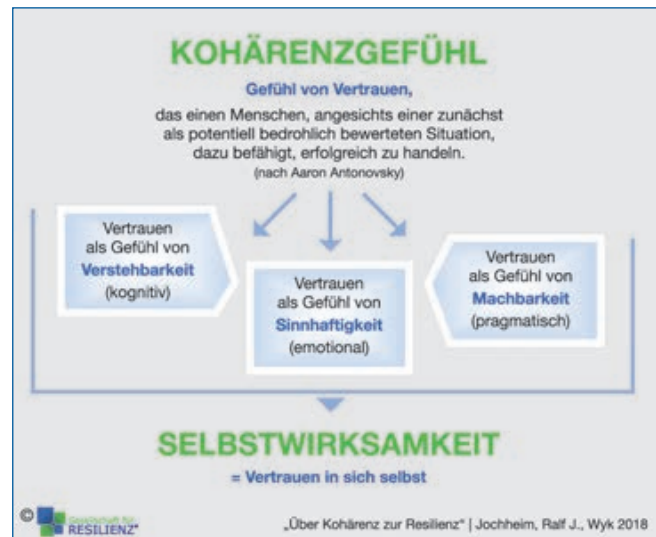 KOHÄRENZGEFÜHL
Gefühl von Vertrauen,
das einen Menschen, angesichts einer zunächst
als potentiell bedrohlich bewerteten Situation,
dazu befähigt, erfolgreich zu handeln.
(nach Aaron Antonovsky)
Vertrauen
als Gefühl von
Verstehbarkeit
(kognitiv)
Vertrauen
als Gefühl von
Sinnhaftigkeit
(emotional)
Vertrauen
als Gefühl von
Machbarkeit
(pragmatisch)
SELBSTWIRKSAMKEIT
= Vertrauen in sich selbst
©
Gesellschaft für
RESILIENZ®
„Über Kohärenz zur Resilienz“ | Jochheim, Ralf J., Wyk 2018